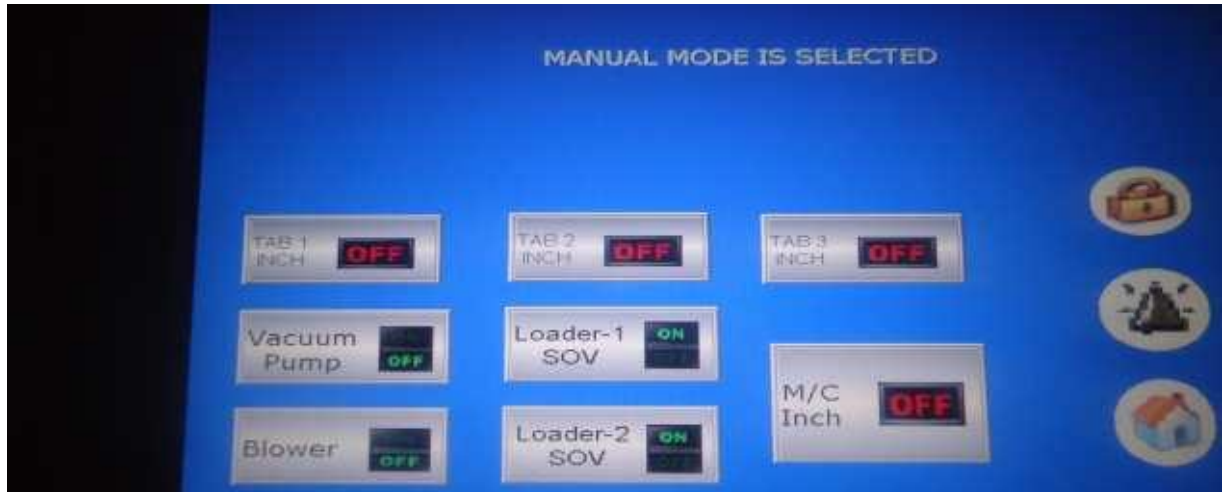 MANUAL MODE IS SELECTED
TAB 1
INCH
OFF
TAB 2
INCH
OFF
TAB 3
INCH
OFF
Vacuum
Pump
OFF
Loader-1
SOV
ON
M/C
Inch
OFF
Blower
OFF
Loader-2
SOV
ON